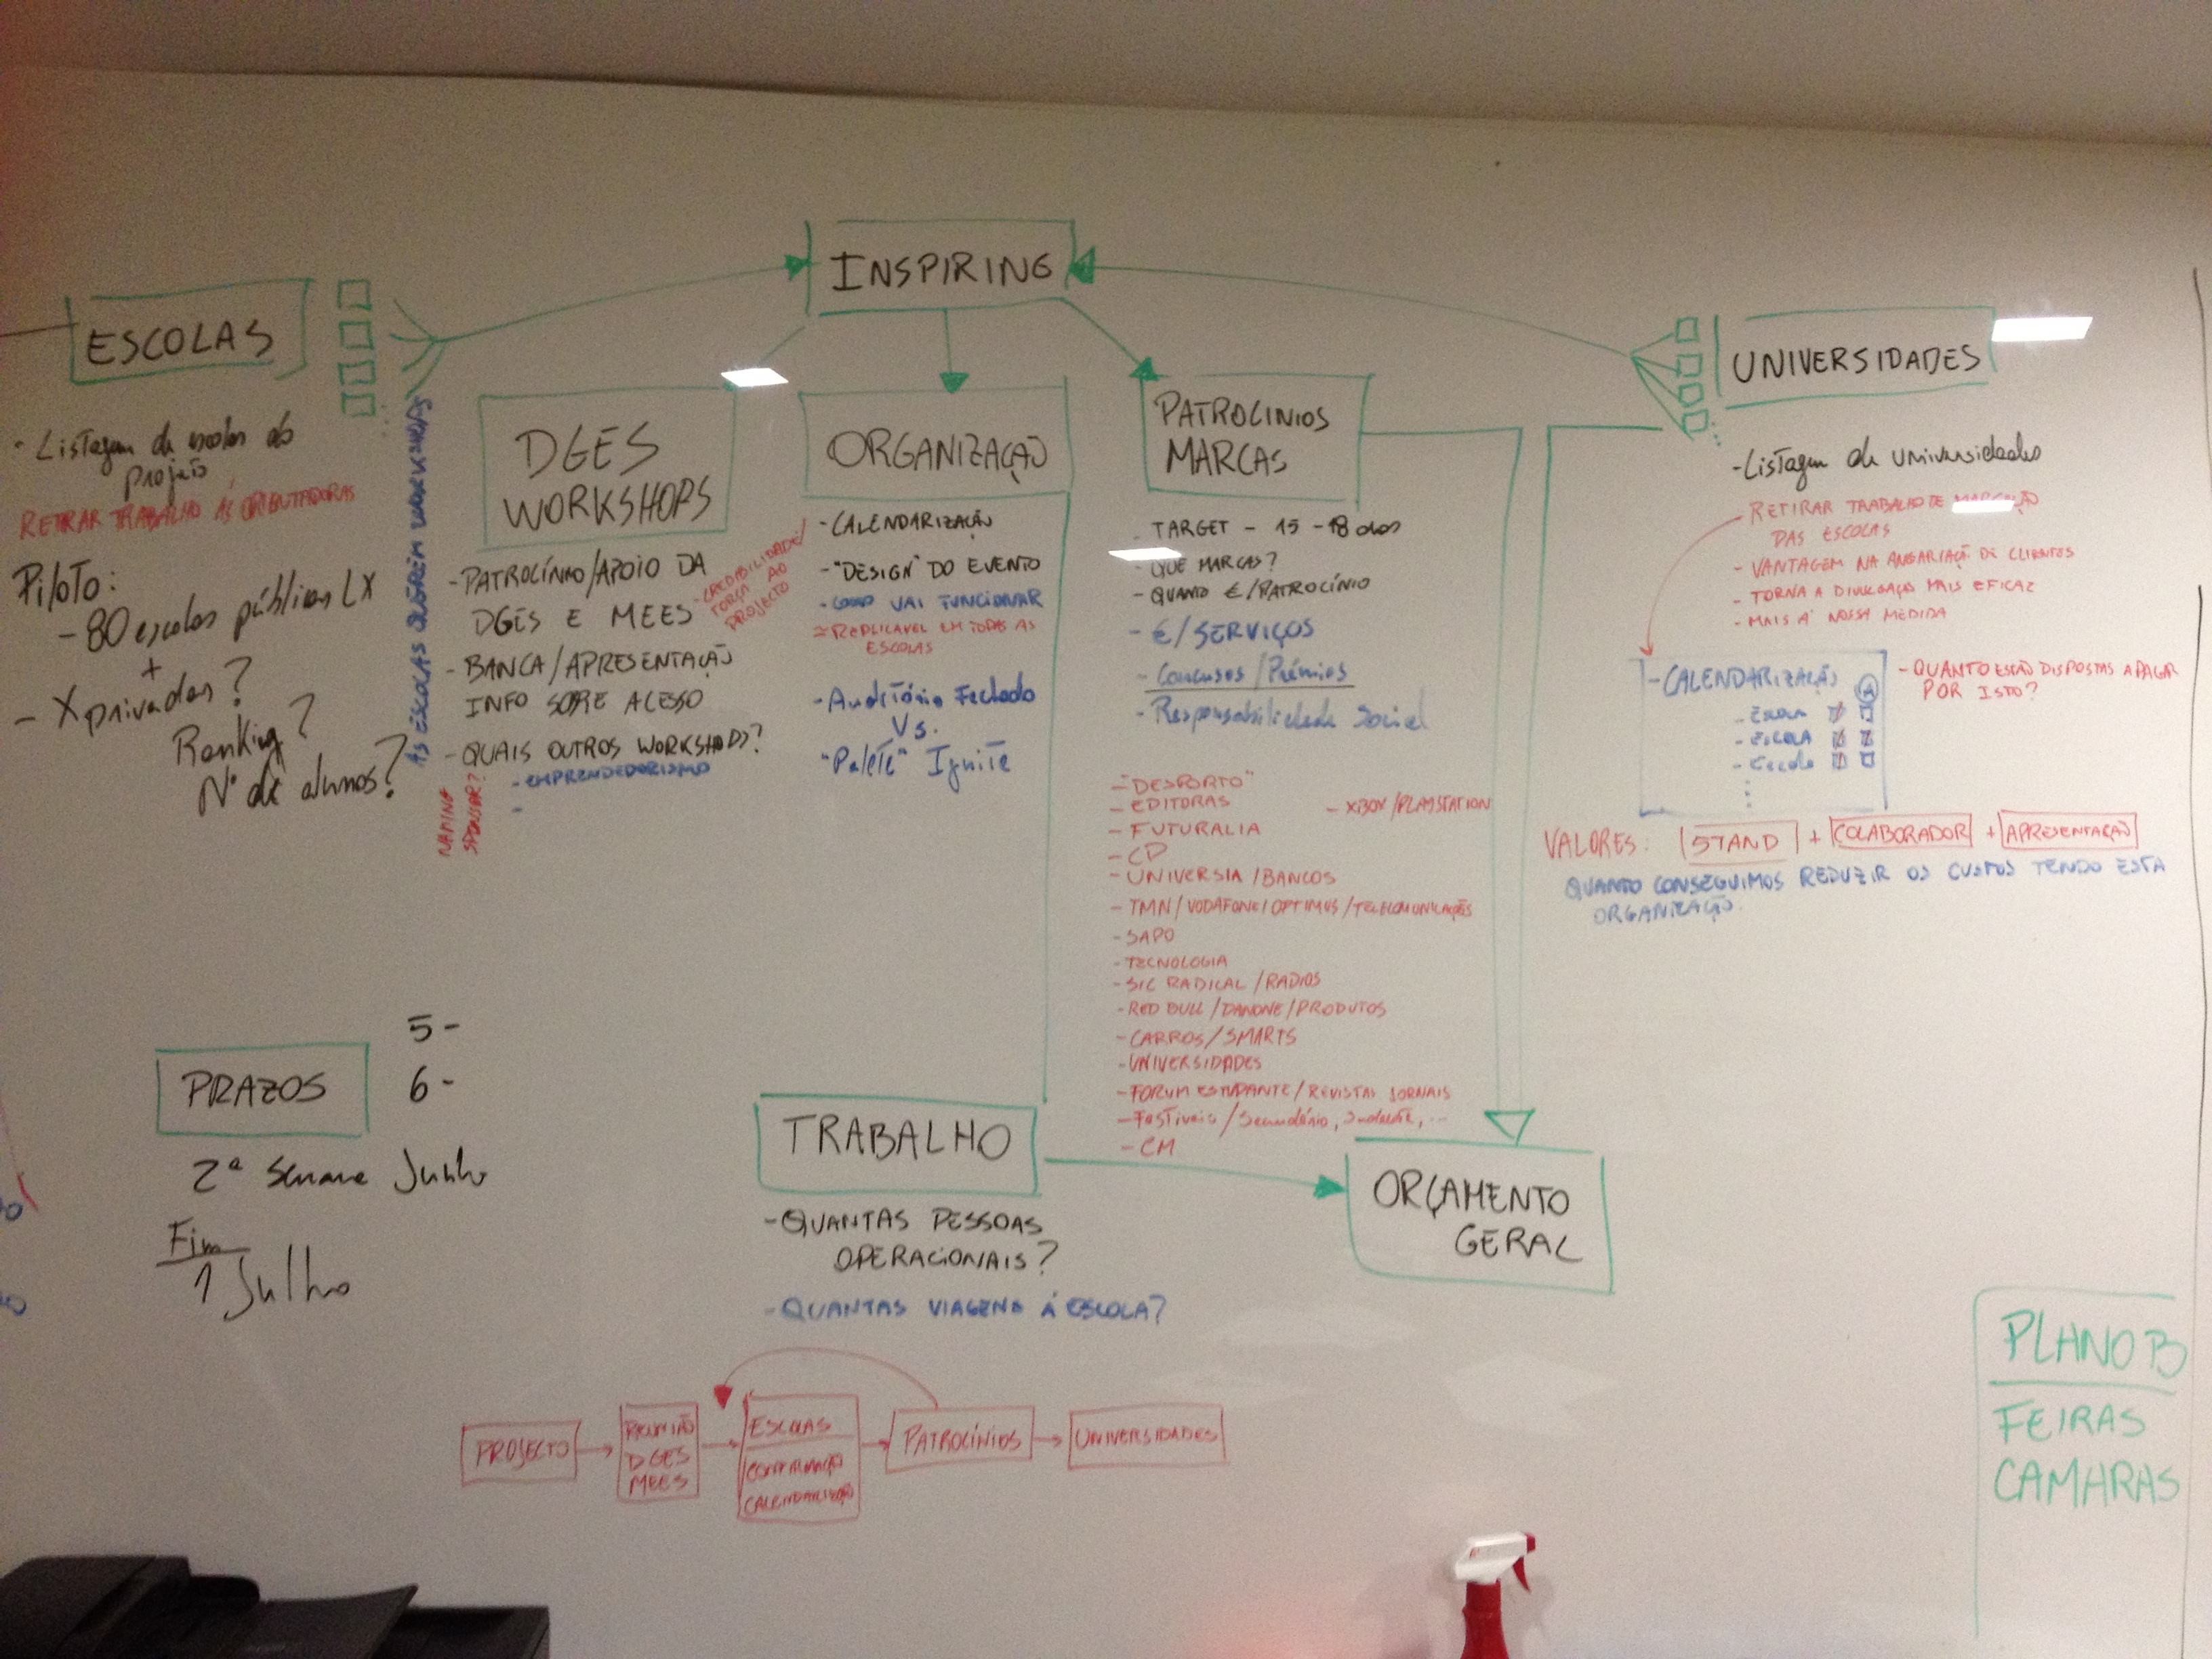 INSPIRING
ESCOLAS
- Listagem de escolas do
projeto
RETIRAR TRABALHO ÀS ORIENTADORAS
Piloto:
- 80 escolas públicas LX
+
- X privadas?
Ranking?
Nº de alunos?
AS ESCOLAS QUEREM WORKSHOPS
DGES
WORKSHOPS
- PATROCÍNIO/APOIO DA
DGES E MEES
- CREDIBILIDADE/
FORÇA AO
PROJECTO
- BANCA/APRESENTAÇÃO
INFO SOBRE ACESSO
- QUAIS OUTROS WORKSHOPS?
- EMPRENDEDORISMO
-
NAMING
SPONSOR?
ORGANIZAÇÃO
- CALENDARIZAÇÃO
- "DESIGN" DO EVENTO
- COMO VAI FUNCIONAR
= REPLICAVEL EM TODAS AS
ESCOLAS
- Auditório Fechado
Vs.
"Palete" Ignite
PATROCINIOS
MARCAS
- TARGET - 15 - 18 anos
- QUE MARCAS?
- QUANTO €/PATROCÍNIO
- €/SERVIÇOS
- Concursos/Prémios
- Responsabilidade Social
- "DESPORTO"
- EDITORAS
- XBOX/PLAYSTATION
- FUTURALIA
- CP
- UNIVERSIA/BANCOS
- TMN/VODAFONE/OPTIMUS/TELECOMUNICAÇÕES
- SAPO
- TECNOLOGIA
- SIC RADICAL/RADIOS
- RED BULL/DANONE/PRODUTOS
- CARROS/SMARTS
- UNIVERSIDADES
- FORUM ESTUDANTE/REVISTAS JORNAIS
- Festivais/Secundário, Sudoeste, ...
- CM
UNIVERSIDADES
- Listagem de universidades
- RETIRAR TRABALHO DE MARCAÇÃO
DAS ESCOLAS
- VANTAGEM NA ANGARIAÇÃO DE CLIENTES
- TORNA A DIVULGAÇÃO MAIS EFICAZ
- MAIS À NOSSA MEDIDA
- CALENDARIZAÇÃO
A
- Escola
- ESCOLA
- Escola
- QUANTO ESTÃO DISPOSTAS A PAGAR
POR ISTO?
VALORES: STAND + COLABORADOR + APRESENTAÇÃO
QUANTO CONSEGUIMOS REDUZIR OS CUSTOS TENDO ESTA
ORGANIZAÇÃO.
PRAZOS
5 -
6 -
2ª Semana Junho
Fim
1 Julho
TRABALHO
- QUANTAS PESSOAS
OPERACIONAIS?
- QUANTAS VIAGENS À ESCOLA?
ORÇAMENTO
GERAL
PROJECTO
REUNIÃO
DGES
MEES
ESCOLAS
CONFIRMAÇÃO
CALENDARIZAÇÃO
PATROCÍNIOS
UNIVERSIDADES
PLANO B
FEIRAS
CAMARAS